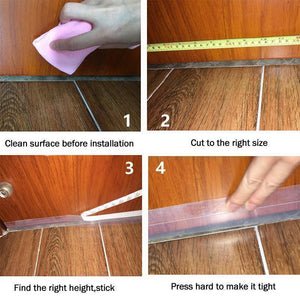 1
Clean surface before installation
2
Cut to the right size
3
Find the right height,stick
4
Press hard to make it tight